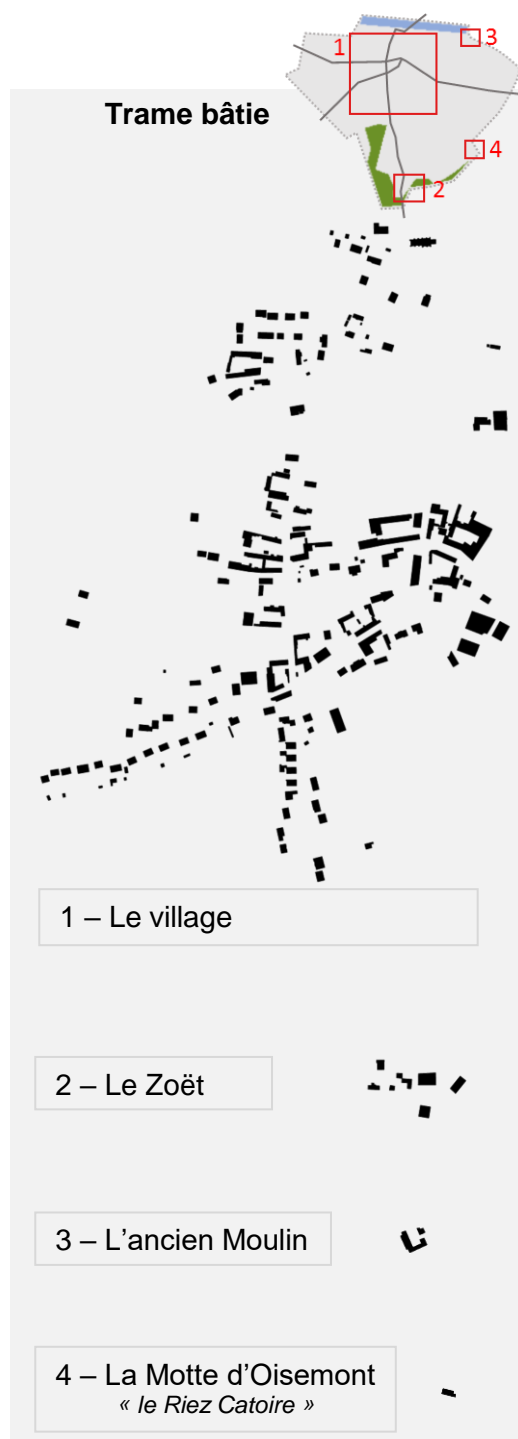 1
3
Trame bâtie
4
2
1 – Le village
2 – Le Zoët
3 – L’ancien Moulin
4 – La Motte d’Oisemont
« le Riez Catoire »